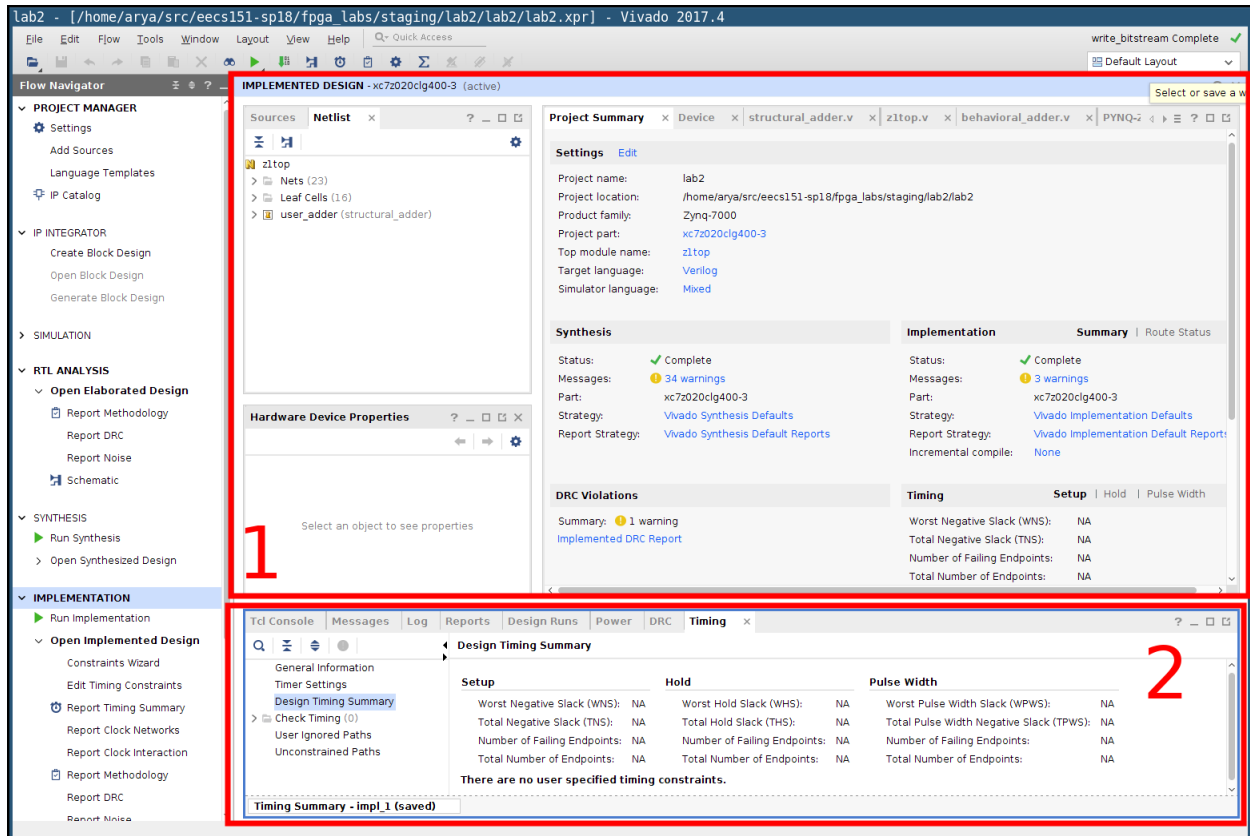 lab2 - [/home/arya/src/eecs151-sp18/fpga_labs/staging/lab2/lab2/lab2.xpr] - Vivado 2017.4
File Edit Flow Tools Window Layout View Help Quick Access
write_bitstream Complete
Default Layout
Flow Navigator
PROJECT MANAGER
Settings
Add Sources
Language Templates
IP Catalog
IP INTEGRATOR
Create Block Design
Open Block Design
Generate Block Design
SIMULATION
RTL ANALYSIS
Open Elaborated Design
Report Methodology
Report DRC
Report Noise
Schematic
SYNTHESIS
Run Synthesis
Open Synthesized Design
IMPLEMENTATION
Run Implementation
Open Implemented Design
Constraints Wizard
Edit Timing Constraints
Report Timing Summary
Report Clock Networks
Report Clock Interaction
Report Methodology
Report DRC
Report Noise
IMPLEMENTED DESIGN - xc7z020clg400-3 (active)
Select or save a w
Sources Netlist
z1top
Nets (23)
Leaf Cells (16)
user_adder (structural_adder)
Hardware Device Properties
Select an object to see properties
1
Project Summary Device structural_adder.v z1top.v behavioral_adder.v PYNQ-Z
Settings Edit
Project name: lab2
Project location: /home/arya/src/eecs151-sp18/fpga_labs/staging/lab2/lab2
Product family: Zynq-7000
Project part: xc7z020clg400-3
Top module name: z1top
Target language: Verilog
Simulator language: Mixed
Synthesis
Status: Complete
Messages: 34 warnings
Part: xc7z020clg400-3
Strategy: Vivado Synthesis Defaults
Report Strategy: Vivado Synthesis Default Reports
Implementation Summary | Route Status
Status: Complete
Messages: 3 warnings
Part: xc7z020clg400-3
Strategy: Vivado Implementation Defaults
Report Strategy: Vivado Implementation Default Reports
Incremental compile: None
DRC Violations
Summary: 1 warning
Implemented DRC Report
Timing Setup | Hold | Pulse Width
Worst Negative Slack (WNS): NA
Total Negative Slack (TNS): NA
Number of Failing Endpoints: NA
Total Number of Endpoints: NA
Tcl Console Messages Log Reports Design Runs Power DRC Timing
General Information
Timer Settings
Design Timing Summary
Check Timing (0)
User Ignored Paths
Unconstrained Paths
Design Timing Summary
2
Setup Hold Pulse Width
Worst Negative Slack (WNS): NA Worst Hold Slack (WHS): NA Worst Pulse Width Slack (WPWS): NA
Total Negative Slack (TNS): NA Total Hold Slack (THS): NA Total Pulse Width Negative Slack (TPWS): NA
Number of Failing Endpoints: NA Number of Failing Endpoints: NA Number of Failing Endpoints: NA
Total Number of Endpoints: NA Total Number of Endpoints: NA Total Number of Endpoints: NA
There are no user specified timing constraints.
Timing Summary - impl_1 (saved)